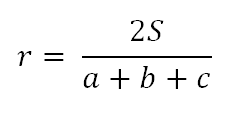 r = 2S / (a + b + c)